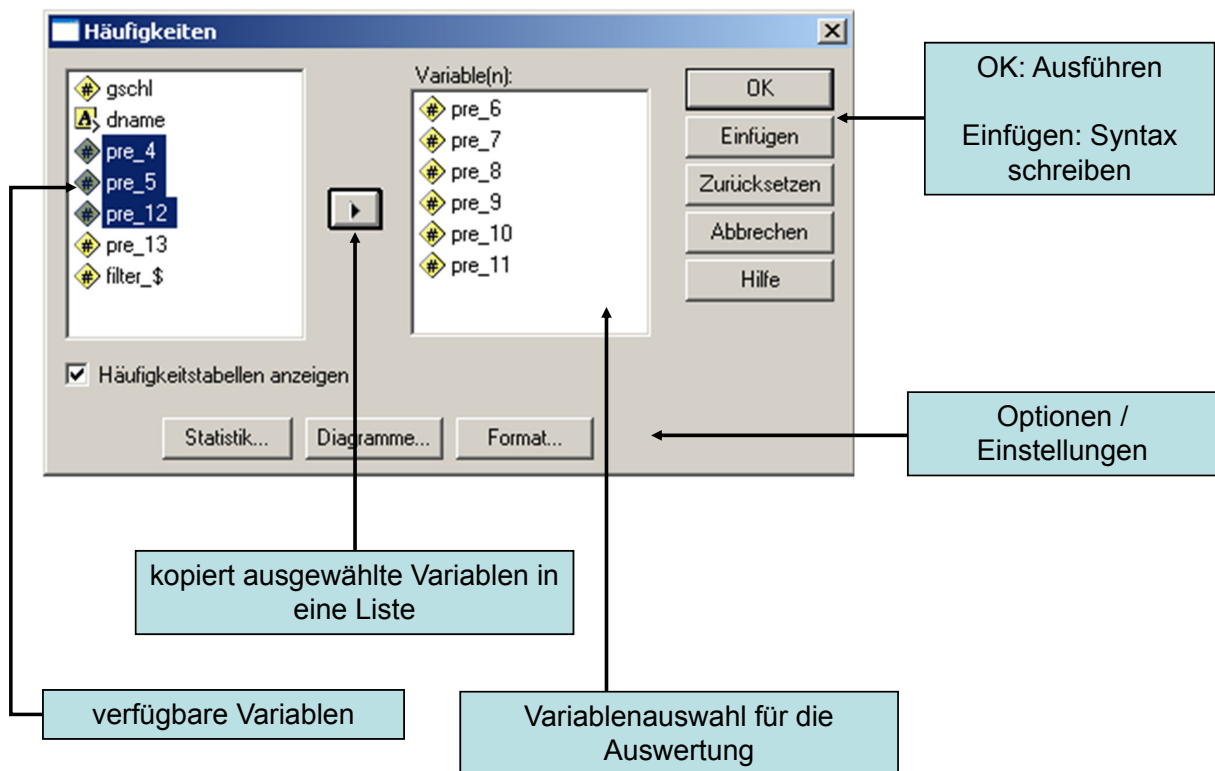 Häufigkeiten
gschl
dname
pre_4
pre_5
pre_12
pre_13
filter_$
Variable(n):
pre_6
pre_7
pre_8
pre_9
pre_10
pre_11
OK
Einfügen
Zurücksetzen
Abbrechen
Hilfe
Häufigkeitstabellen anzeigen
Statistik...
Diagramme...
Format...
OK: Ausführen
Einfügen: Syntax
schreiben
Optionen /
Einstellungen
kopiert ausgewählte Variablen in
eine Liste
verfügbare Variablen
Variablenauswahl für die
Auswertung